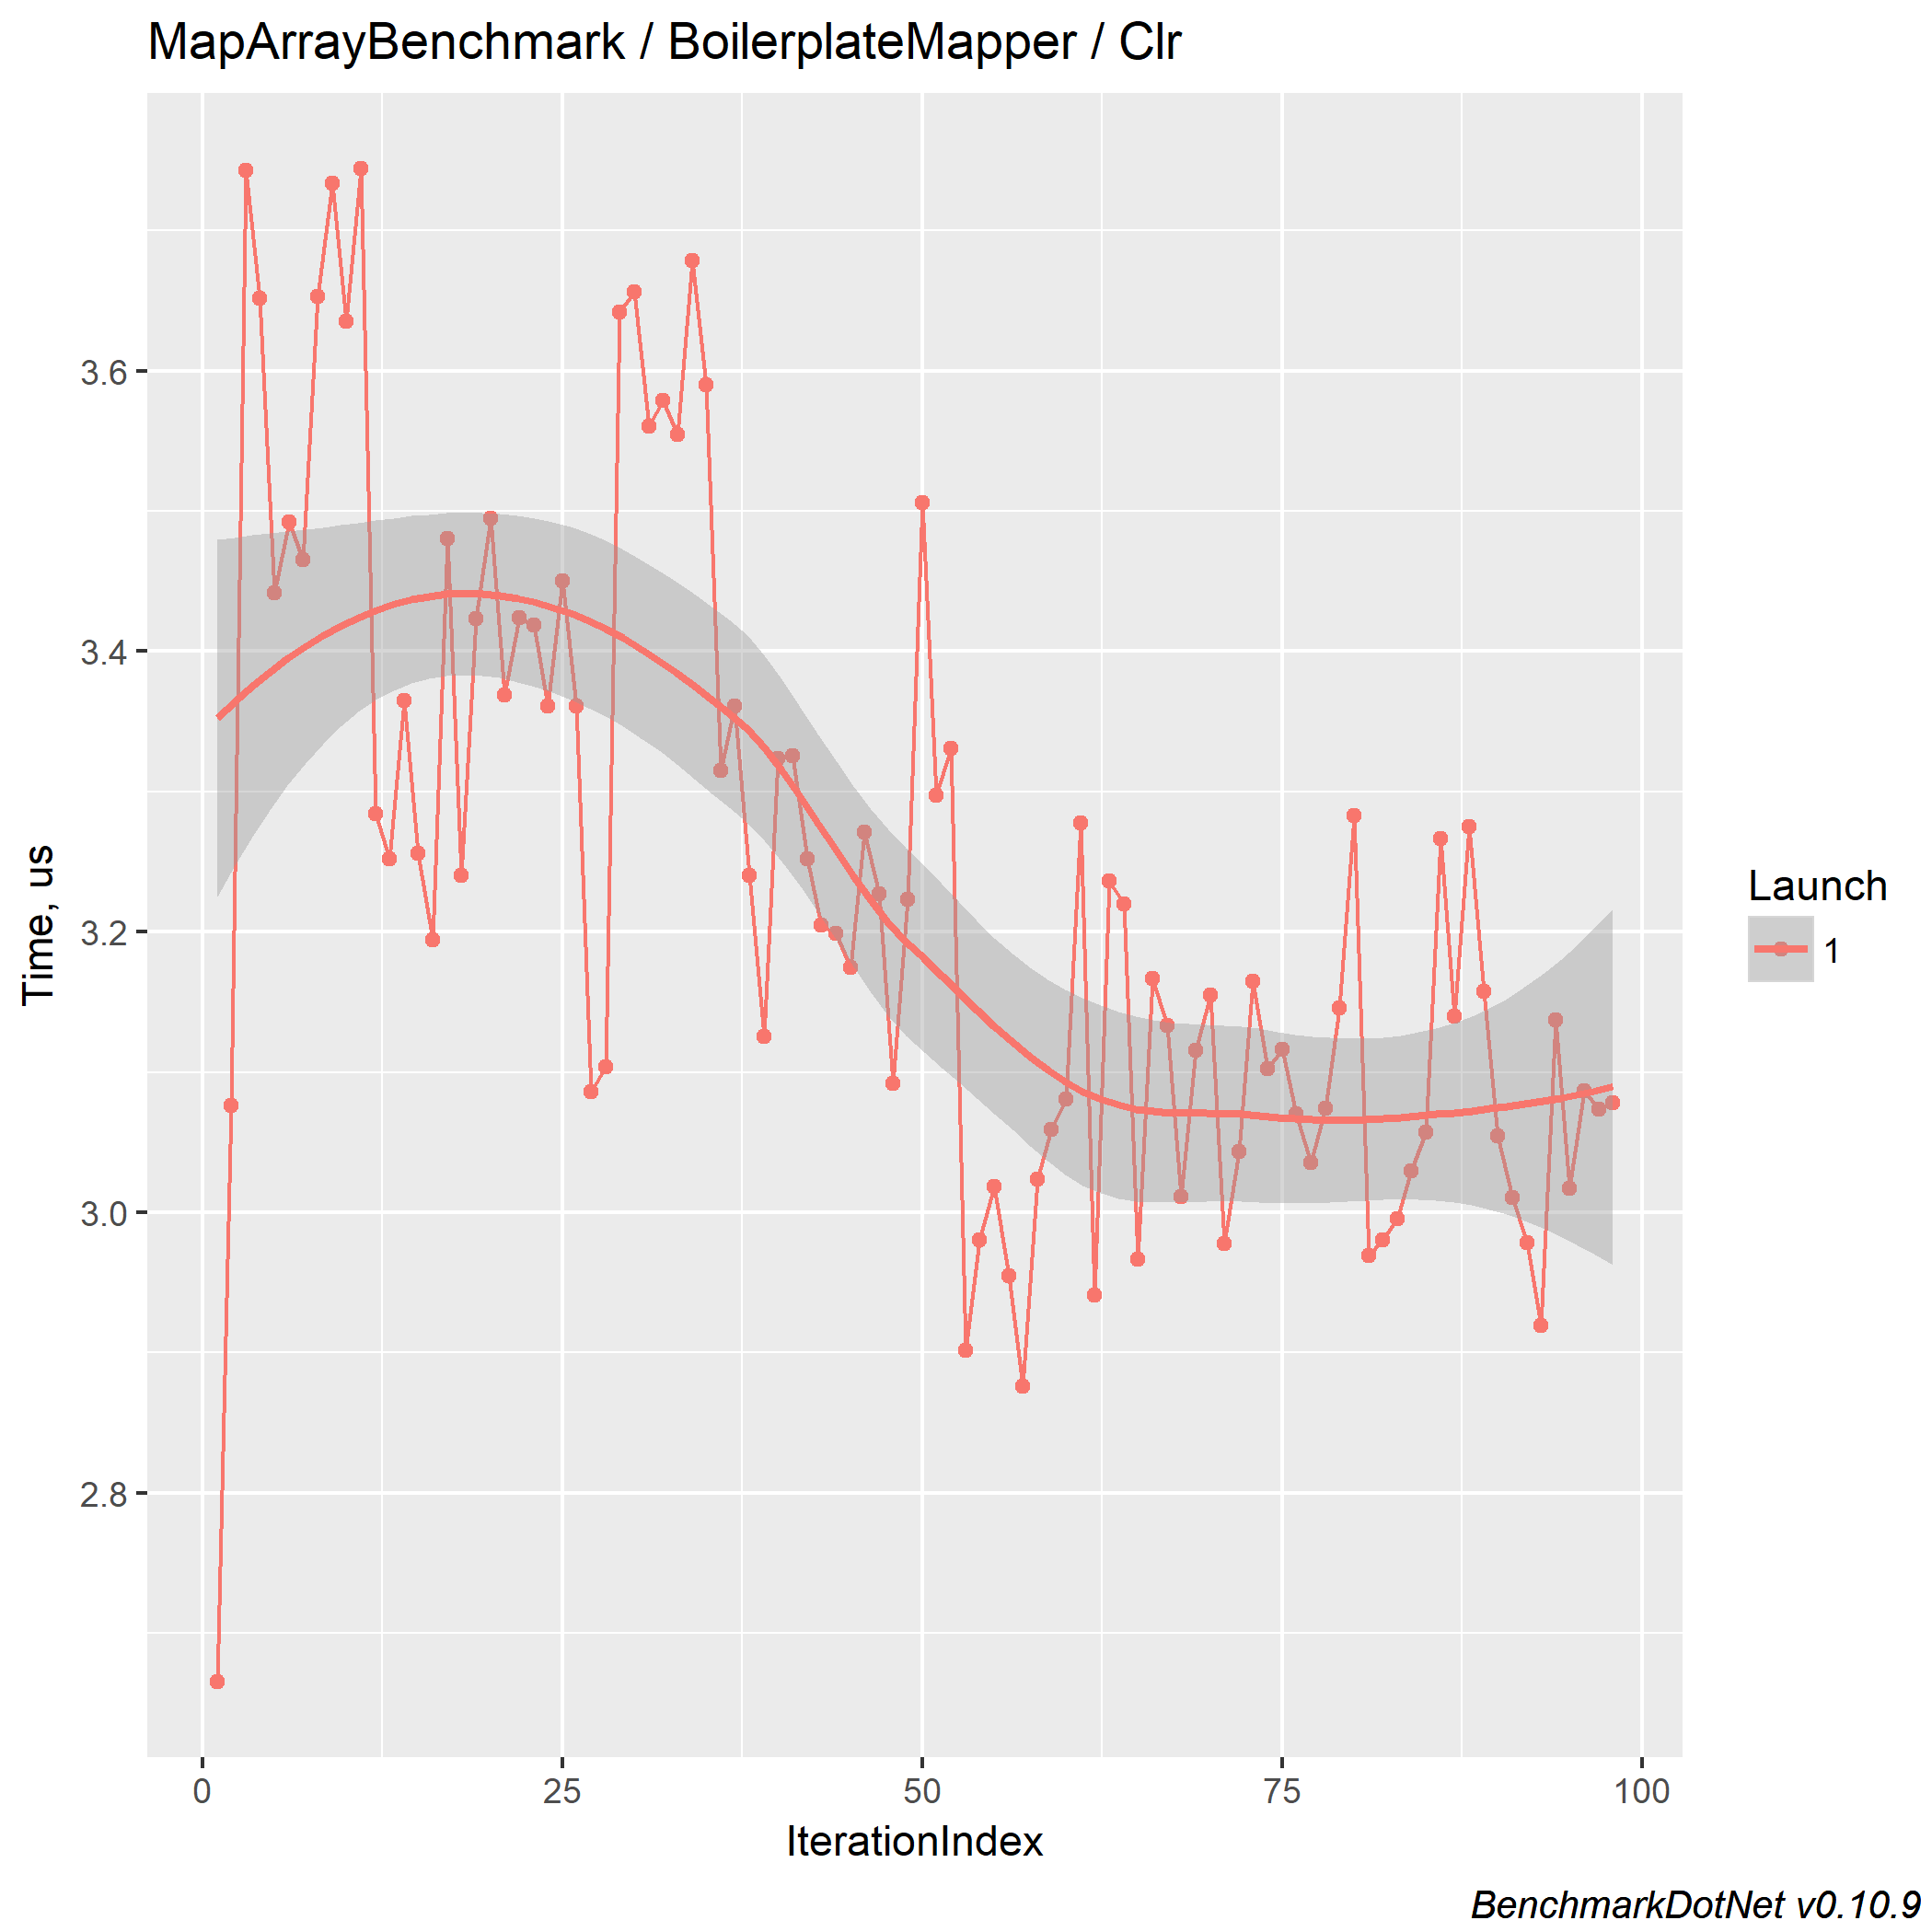 MapArrayBenchmark / BoilerplateMapper / Clr
3.6
3.4
3.2
3.0
2.8
Time, us
0 25 50 75 100
IterationIndex
Launch
1
BenchmarkDotNet v0.10.9